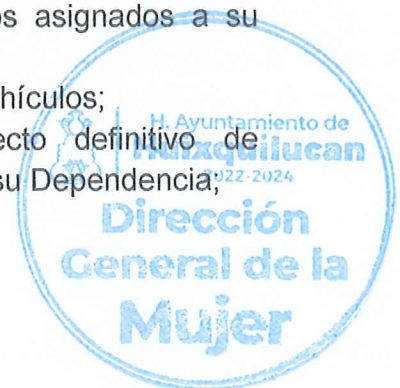 os asignados a su
hículos;
ecto definitivo de
su Dependencia;
H. Ayuntamiento de
Huixquilucan
2022-2024
Dirección
General de la
Mujer